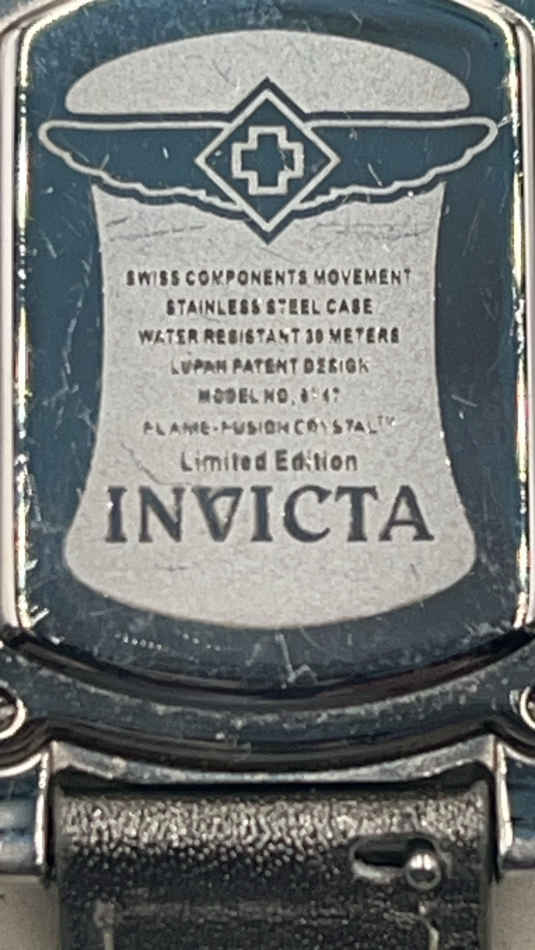 SWISS COMPONENTS MOVEMENT
STAINLESS STEEL CASE
WATER RESISTANT 30 METERS
LUPAH PATENT DESIGN
MODEL NO.
FLAME-FUSION CRYSTAL™
Limited Edition
INVICTA